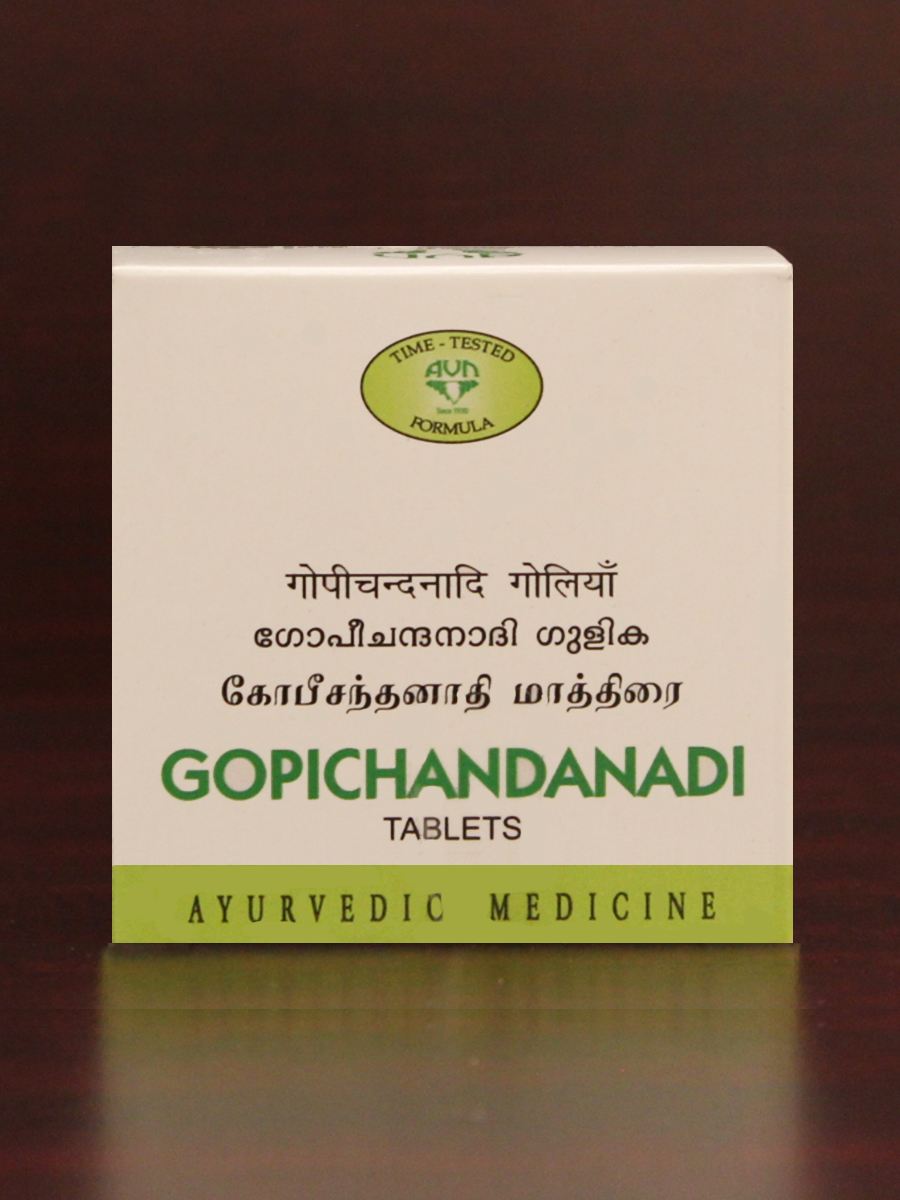 TIME - TESTED
AVN
Since 1930
FORMULA
गोपीचन्दनादि गोलियाँ
ഗോപീചന്ദനാദി ഗുളിക
கோபீசந்தனாதி மாத்திரை
GOPICHANDANADI
TABLETS
AYURVEDIC MEDICINE